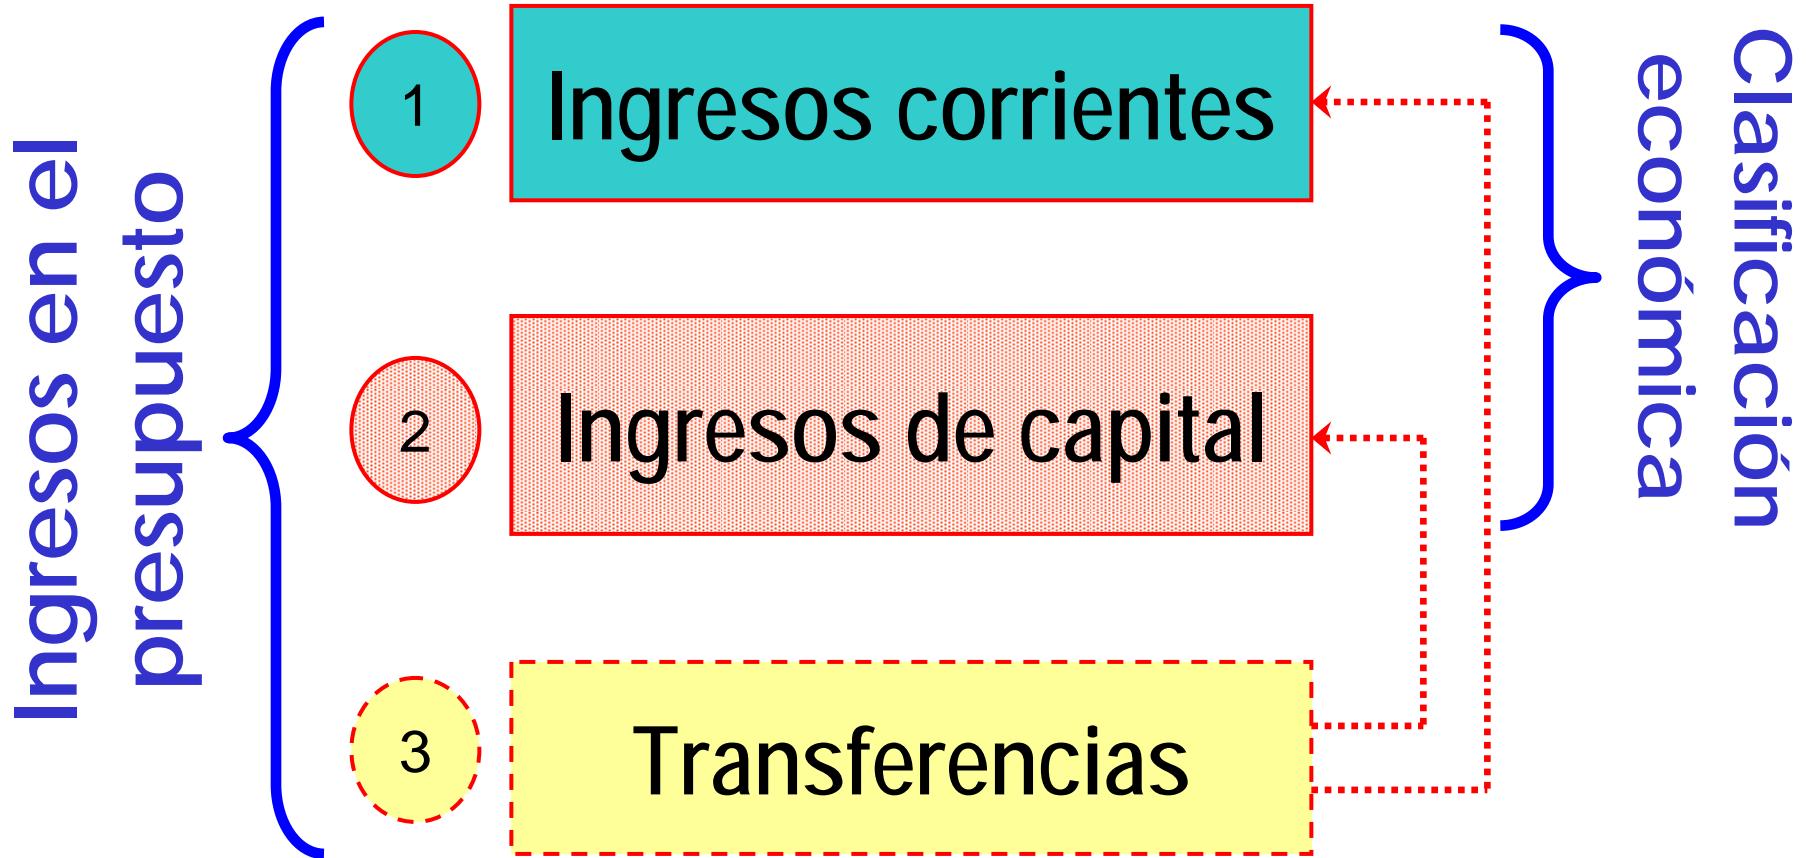 Ingresos en el
presupuesto
1
Ingresos corrientes
2
Ingresos de capital
3
Transferencias
Clasificación
económica